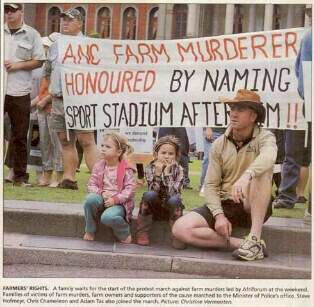 ANC FARM MURDERER
HONOURED BY NAMING
SPORT STADIUM AFTER HIM!!
FARMERS' RIGHTS. A family waits for the start of the protest march against farm murders led by Afriforum at the weekend.
Families of victims of farm murders, farm owners and supporters of the cause marched to the Minister of Police's office. Steve
Hofmeyr, Chris Chameleon and Adam Tas also joined the march. Picture: Christine Vermooten.